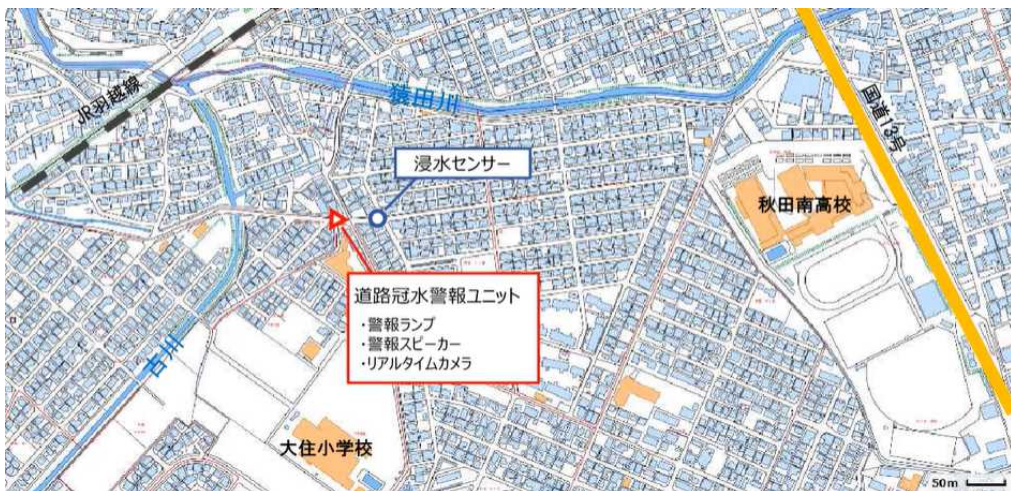 JR羽越線
猿田川
国道13号
浸水センサー
秋田南高校
道路冠水警報ユニット
・警報ランプ
・警報スピーカー
・リアルタイムカメラ
古川
大住小学校
50m